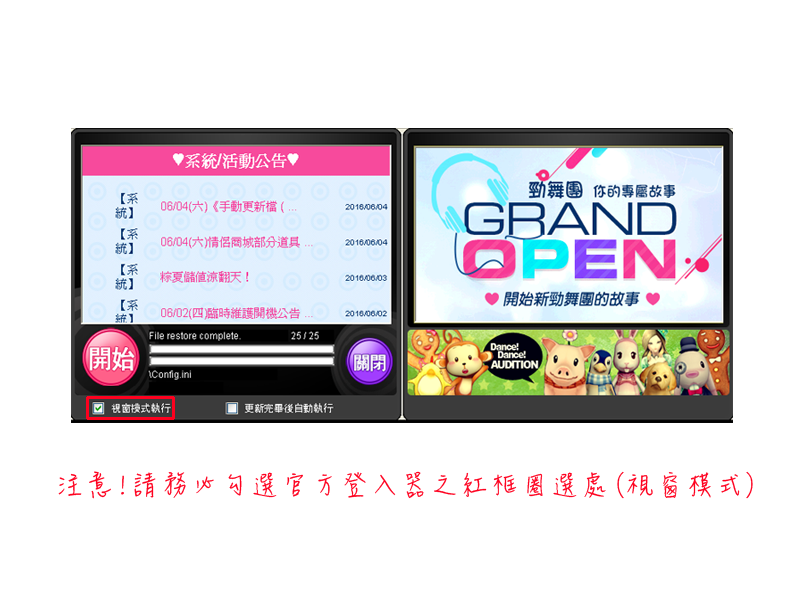 ♥系統/活動公告♥
【系統】 06/04(六)《手動更新檔 ( ... 2016/06/04
【系統】 06/04(六)情侶商城部分道具 ... 2016/06/04
【系統】 粽夏儲值涼翻天! 2016/06/03
【系統】 06/02(四)臨時維護開機公告 ... 2016/06/02
開始
File restore complete. 25 / 25
\Config.ini
關閉
視窗模式執行
更新完畢後自動執行
勁舞團 你的專屬故事
GRAND
OPEN
開始新勁舞團的故事
Dance!
Dance!
AUDITION
注意!請務必勾選官方登入器之紅框圈選處(視窗模式)